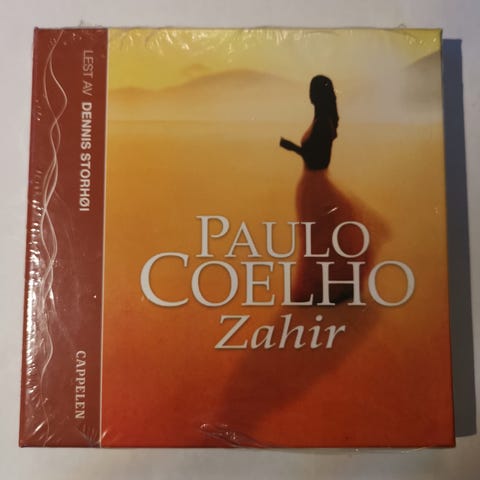 LEST AV DENNIS STORHØI
CAPPELEN
PAULO
COELHO
Zahir